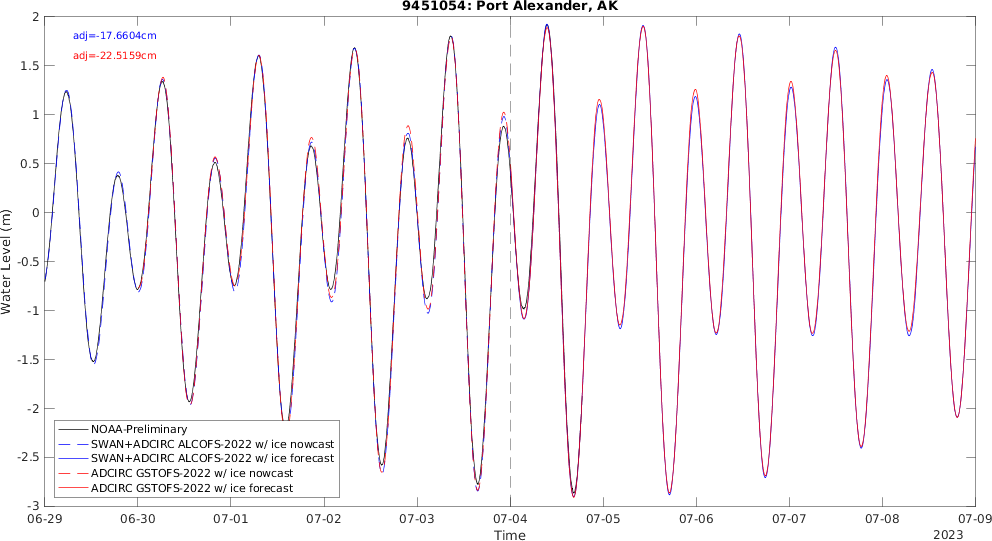 9451054: Port Alexander, AK
adj=-17.6604cm
adj=-22.5159cm
2
1.5
1
0.5
0
-0.5
-1
-1.5
-2
-2.5
-3
Water Level (m)
NOAA-Preliminary
SWAN+ADCIRC ALCOFS-2022 w/ ice nowcast
SWAN+ADCIRC ALCOFS-2022 w/ ice forecast
ADCIRC GSTOFS-2022 w/ ice nowcast
ADCIRC GSTOFS-2022 w/ ice forecast
06-29 06-30 07-01 07-02 07-03 07-04 07-05 07-06 07-07 07-08 07-09
Time
2023